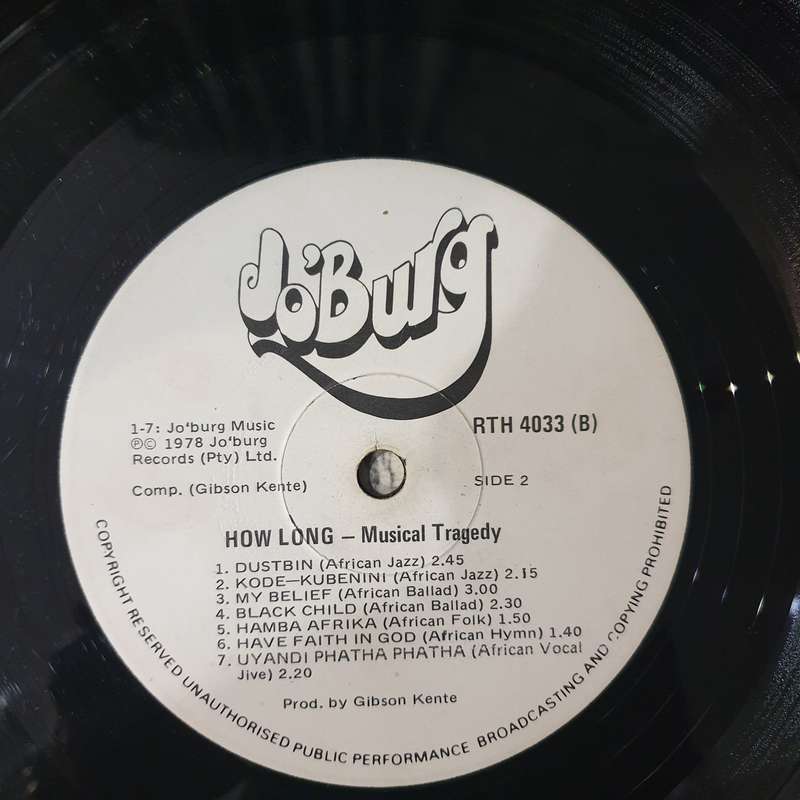 Jo'Burg
1-7: Jo'burg Music
℗© 1978 Jo'burg
Records (Pty) Ltd.
RTH 4033 (B)
Comp. (Gibson Kente)
SIDE 2
HOW LONG – Musical Tragedy
1. DUSTBIN (African Jazz) 2.45
2. KODE—KUBENINI (African Jazz) 2.15
3. MY BELIEF (African Ballad) 3.00
4. BLACK CHILD (African Ballad) 2.30
5. HAMBA AFRIKA (African Folk) 1.50
6. HAVE FAITH IN GOD (African Hymn) 1.40
7. UYANDI PHATHA PHATHA (African Vocal
Jive) 2.20
Prod. by Gibson Kente
COPYRIGHT RESERVED UNAUTHORISED PUBLIC PERFORMANCE BROADCASTING AND COPYING PROHIBITED